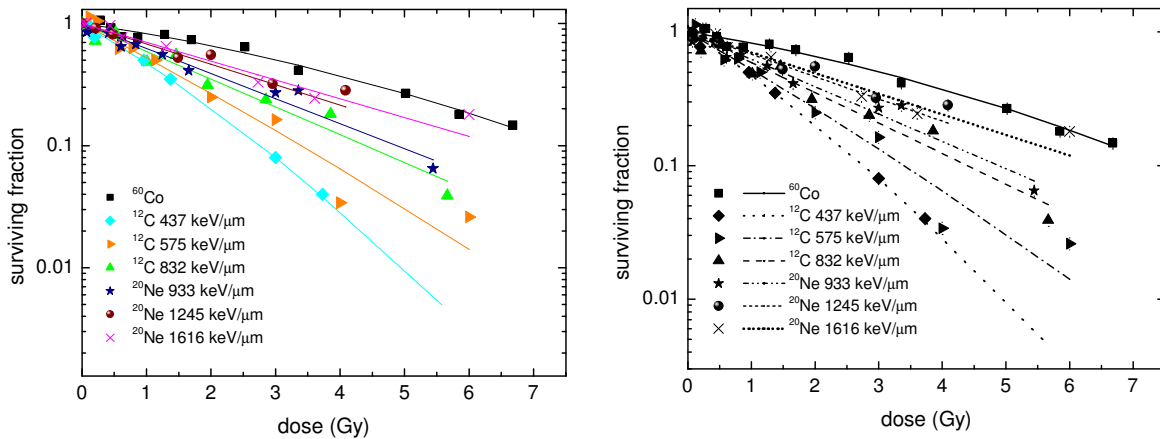 1
0.1
0.01
surviving fraction
⁶⁰Co
¹²C 437 keV/μm
¹²C 575 keV/μm
¹²C 832 keV/μm
²⁰Ne 933 keV/μm
²⁰Ne 1245 keV/μm
²⁰Ne 1616 keV/μm
0 1 2 3 4 5 6 7
dose (Gy)
1
0.1
0.01
surviving fraction
⁶⁰Co
¹²C 437 keV/μm
¹²C 575 keV/μm
¹²C 832 keV/μm
²⁰Ne 933 keV/μm
²⁰Ne 1245 keV/μm
²⁰Ne 1616 keV/μm
0 1 2 3 4 5 6 7
dose (Gy)